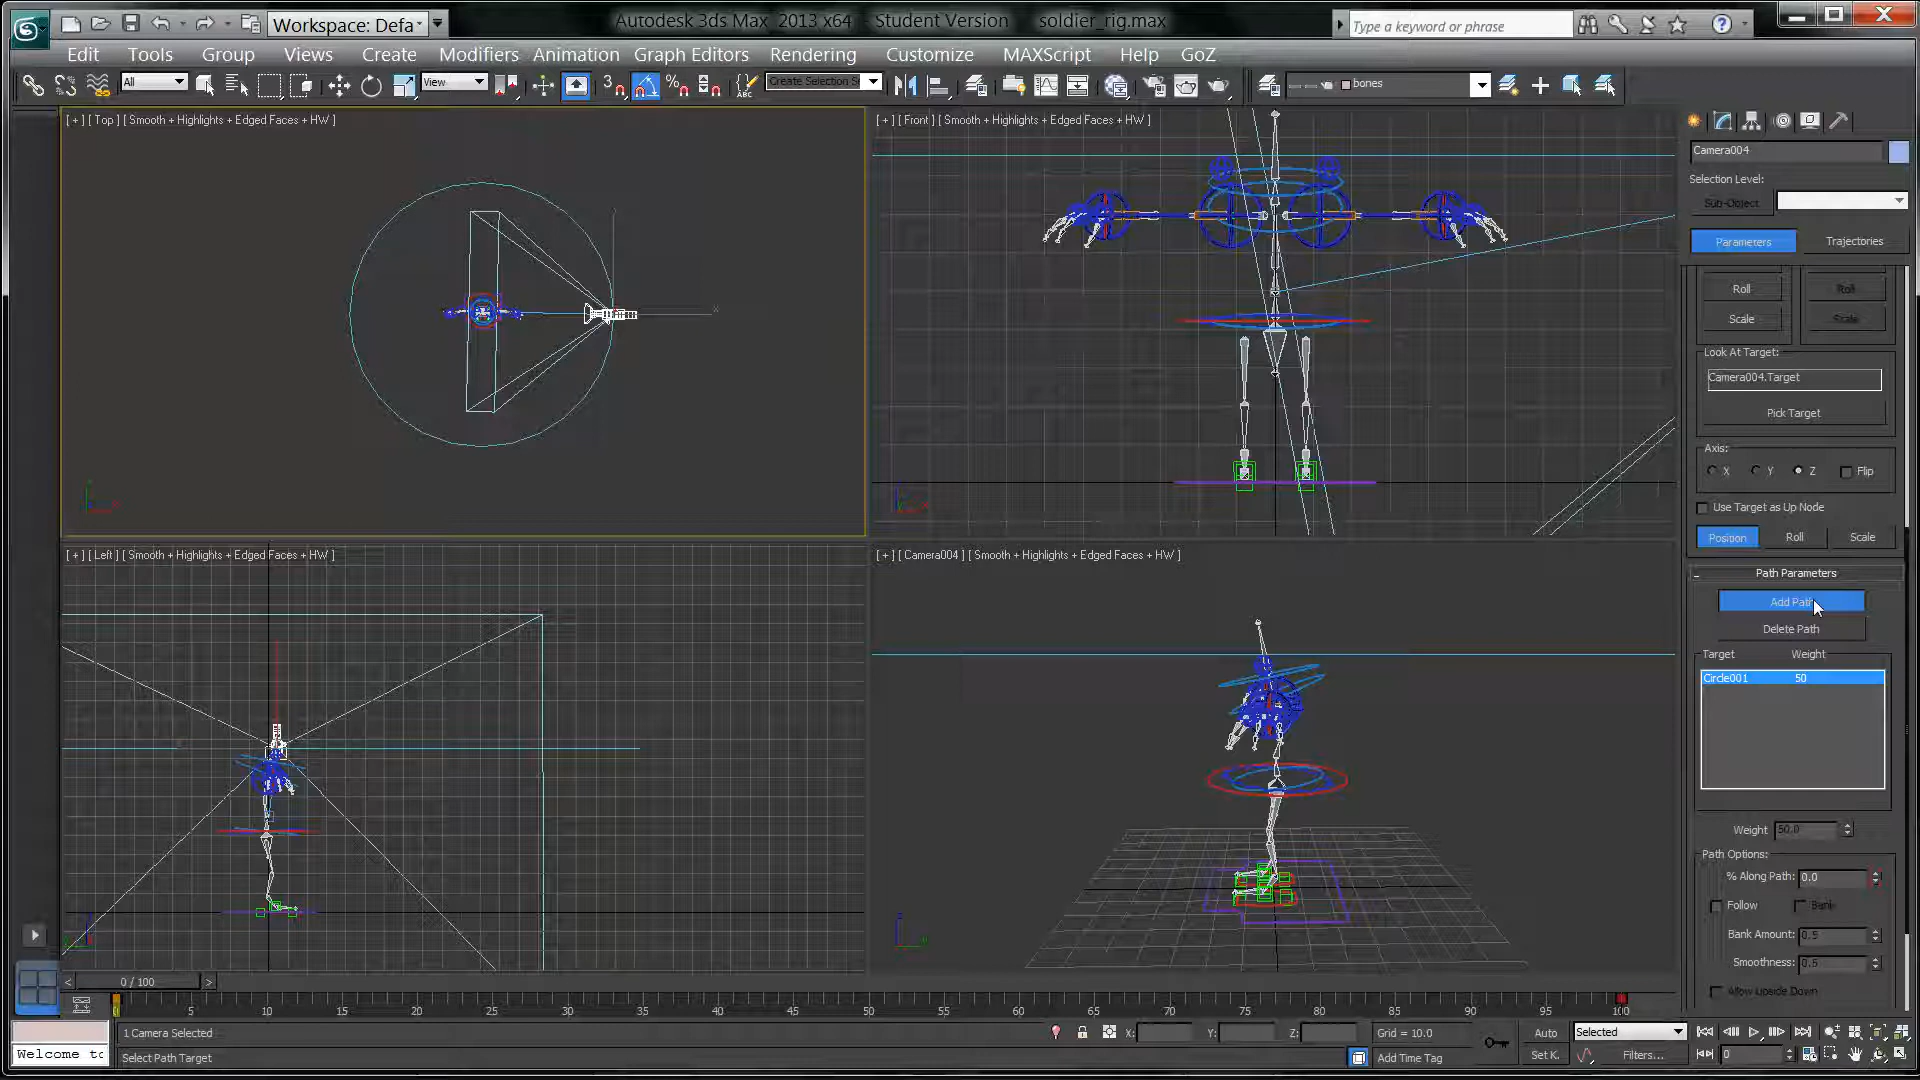 Workspace: Defa
Autodesk 3ds Max 2013 x64 - Student Version soldier_rig.max
Type a keyword or phrase
Edit Tools Group Views Create Modifiers Animation Graph Editors Rendering Customize MAXScript Help GoZ
All View 3 % ABC Create Selection S bones
[ + ] [ Top ] [ Smooth + Highlights + Edged Faces + HW ]
[ + ] [ Front ] [ Smooth + Highlights + Edged Faces + HW ]
Camera004
Selection Level:
Sub-Object
Parameters Trajectories
Roll Roll
Scale Scale
Look At Target:
Camera004.Target
Pick Target
Axis:
X Y Z Flip
Use Target as Up Node
Position Roll Scale
[ + ] [ Left ] [ Smooth + Highlights + Edged Faces + HW ]
[ + ] [ Camera004 ] [ Smooth + Highlights + Edged Faces + HW ]
- Path Parameters
Add Path
Delete Path
Target Weight
Circle001 50
Weight 50.0
Path Options:
% Along Path: 0.0
Follow Bank
Bank Amount: 0.5
Smoothness: 0.5
Allow Upside Down
< 0 / 100 >
5 10 15 20 25 30 35 40 45 50 55 60 65 70 75 80 85 90 95 100
1 Camera Selected X: Y: Z: Grid = 10.0 Auto Selected
Welcome to Select Path Target Add Time Tag Set K. Filters... 0